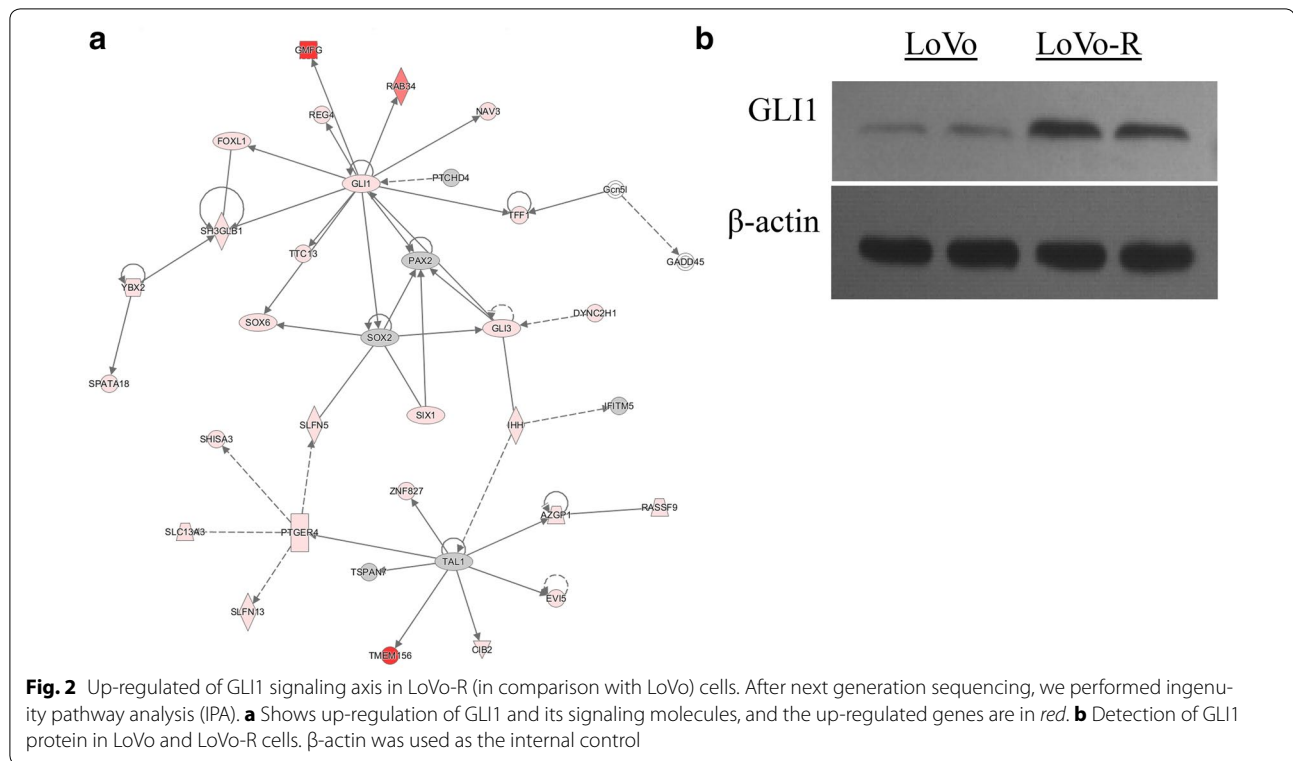 a
b
GMFG
RAB34
REG4
NAV3
FOXL1
GLI1
PTCHD4
Gcn5l
SH3GLB1
TFF1
TTC13
PAX2
GADD45
YBX2
SOX6
SOX2
GLI3
DYNC2H1
SPATA18
SIX1
IFITM5
SLFN5
IHH
SHISA3
ZNF827
AZGP1
RASSF9
SLC13A3
PTGER4
TAL1
TSPAN7
EVI5
SLFN13
CIB2
TMEM156
LoVo
LoVo-R
GLI1
β-actin
Fig. 2 Up-regulated of GLI1 signaling axis in LoVo-R (in comparison with LoVo) cells. After next generation sequencing, we performed ingenu-
ity pathway analysis (IPA). a Shows up-regulation of GLI1 and its signaling molecules, and the up-regulated genes are in red. b Detection of GLI1
protein in LoVo and LoVo-R cells. β-actin was used as the internal control